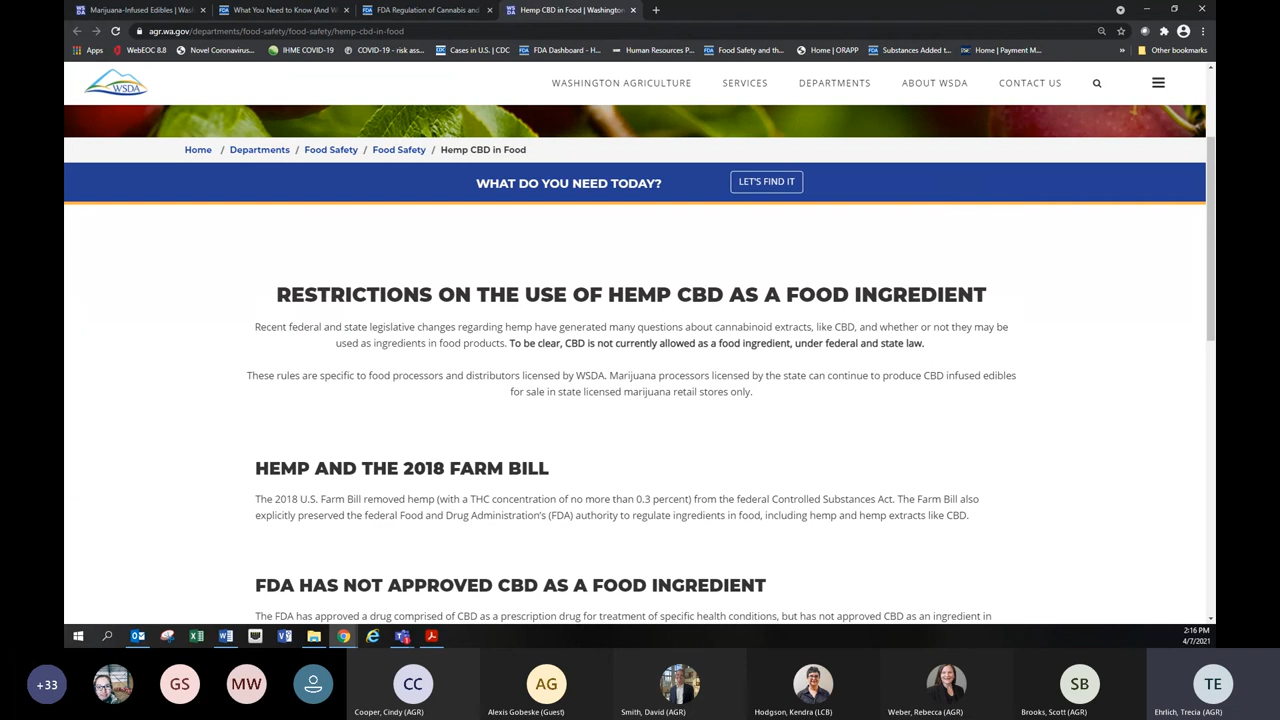 Marijuana-Infused Edibles | Was
What You Need to Know (And W
FDA Regulation of Cannabis and
Hemp CBD in Food | Washington
agr.wa.gov/departments/food-safety/food-safety/hemp-cbd-in-food
Apps
WebEOC 8.8
Novel Coronavirus...
IHME COVID-19
COVID-19 - risk ass...
Cases in U.S. | CDC
FDA Dashboard - H...
Human Resources P...
Food Safety and th...
Home | ORAPP
Substances Added t...
Home | Payment M...
»
Other bookmarks
WSDA
WASHINGTON AGRICULTURE
SERVICES
DEPARTMENTS
ABOUT WSDA
CONTACT US
Home / Departments / Food Safety / Food Safety / Hemp CBD in Food
WHAT DO YOU NEED TODAY?
LET'S FIND IT
RESTRICTIONS ON THE USE OF HEMP CBD AS A FOOD INGREDIENT
Recent federal and state legislative changes regarding hemp have generated many questions about cannabinoid extracts, like CBD, and whether or not they may be
used as ingredients in food products. To be clear, CBD is not currently allowed as a food ingredient, under federal and state law.
These rules are specific to food processors and distributors licensed by WSDA. Marijuana processors licensed by the state can continue to produce CBD infused edibles
for sale in state licensed marijuana retail stores only.
HEMP AND THE 2018 FARM BILL
The 2018 U.S. Farm Bill removed hemp (with a THC concentration of no more than 0.3 percent) from the federal Controlled Substances Act. The Farm Bill also
explicitly preserved the federal Food and Drug Administration's (FDA) authority to regulate ingredients in food, including hemp and hemp extracts like CBD.
FDA HAS NOT APPROVED CBD AS A FOOD INGREDIENT
The FDA has approved a drug comprised of CBD as a prescription drug for treatment of specific health conditions, but has not approved CBD as an ingredient in
2:16 PM
4/7/2021
+33
GS
MW
CC
AG
SB
TE
Cooper, Cindy (AGR)
Alexis Gobeske (Guest)
Smith, David (AGR)
Hodgson, Kendra (LCB)
Weber, Rebecca (AGR)
Brooks, Scott (AGR)
Ehrlich, Trecia (AGR)